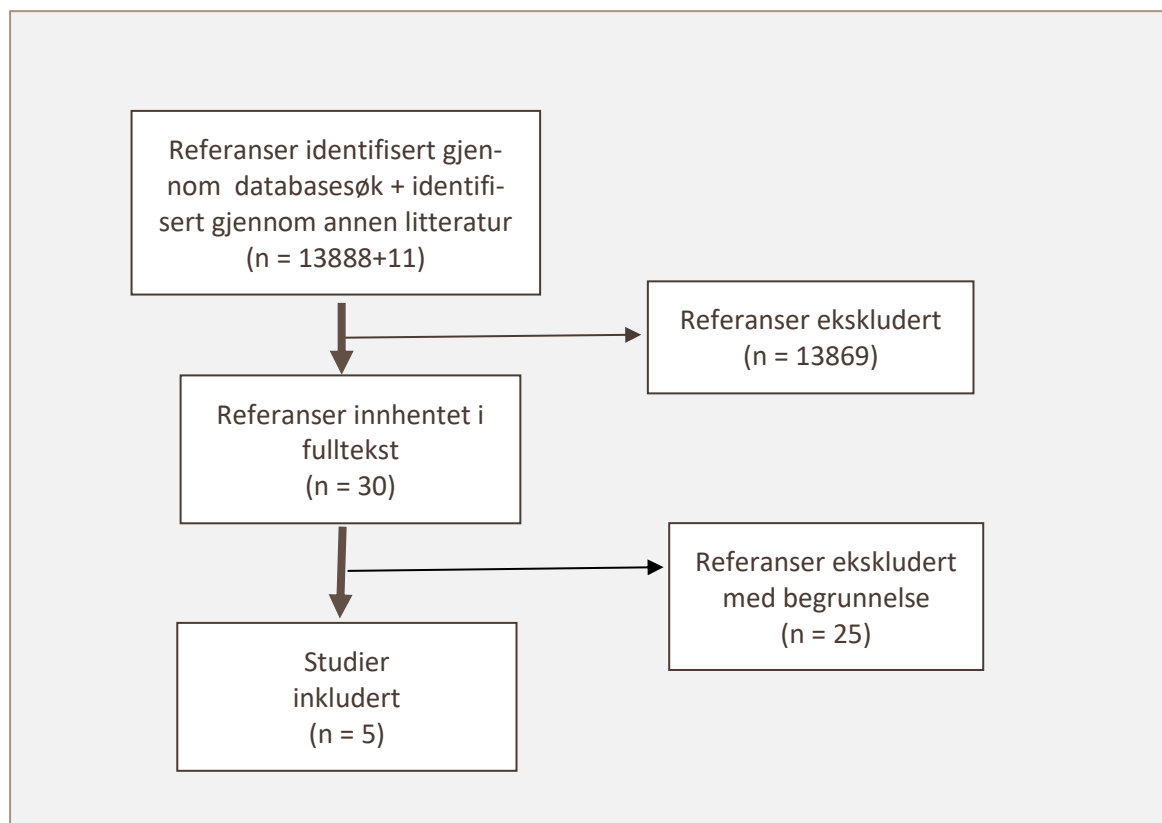 Referanser identifisert gjen-
nom databasesøk + identifi-
sert gjennom annen litteratur
(n = 13888+11)
Referanser ekskludert
(n = 13869)
Referanser innhentet i
fulltekst
(n = 30)
Referanser ekskludert
med begrunnelse
(n = 25)
Studier
inkludert
(n = 5)